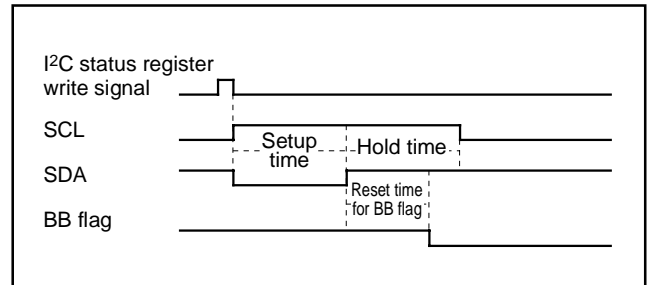 I2C status register
write signal
SCL
Setup
time
Hold time
SDA
Reset time
for BB flag
BB flag